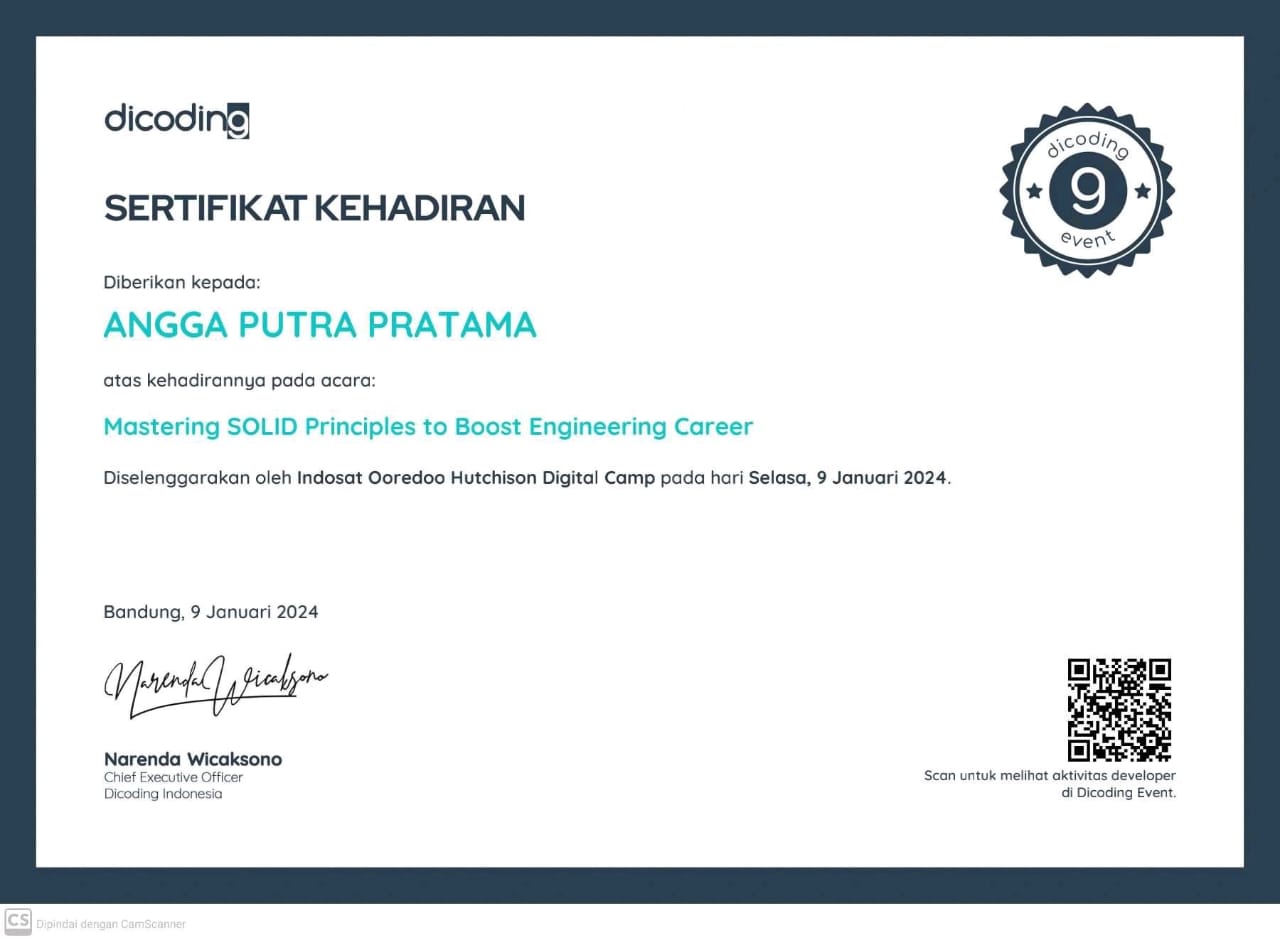 dicoding
SERTIFIKAT KEHADIRAN
dicoding
9
event
Diberikan kepada:
ANGGA PUTRA PRATAMA
atas kehadirannya pada acara:
Mastering SOLID Principles to Boost Engineering Career
Diselenggarakan oleh Indosat Ooredoo Hutchison Digital Camp pada hari Selasa, 9 Januari 2024.
Bandung, 9 Januari 2024
Narenda Wicaksono
Narenda Wicaksono
Chief Executive Officer
Dicoding Indonesia
Scan untuk melihat aktivitas developer
di Dicoding Event.
CS Dipindai dengan CamScanner